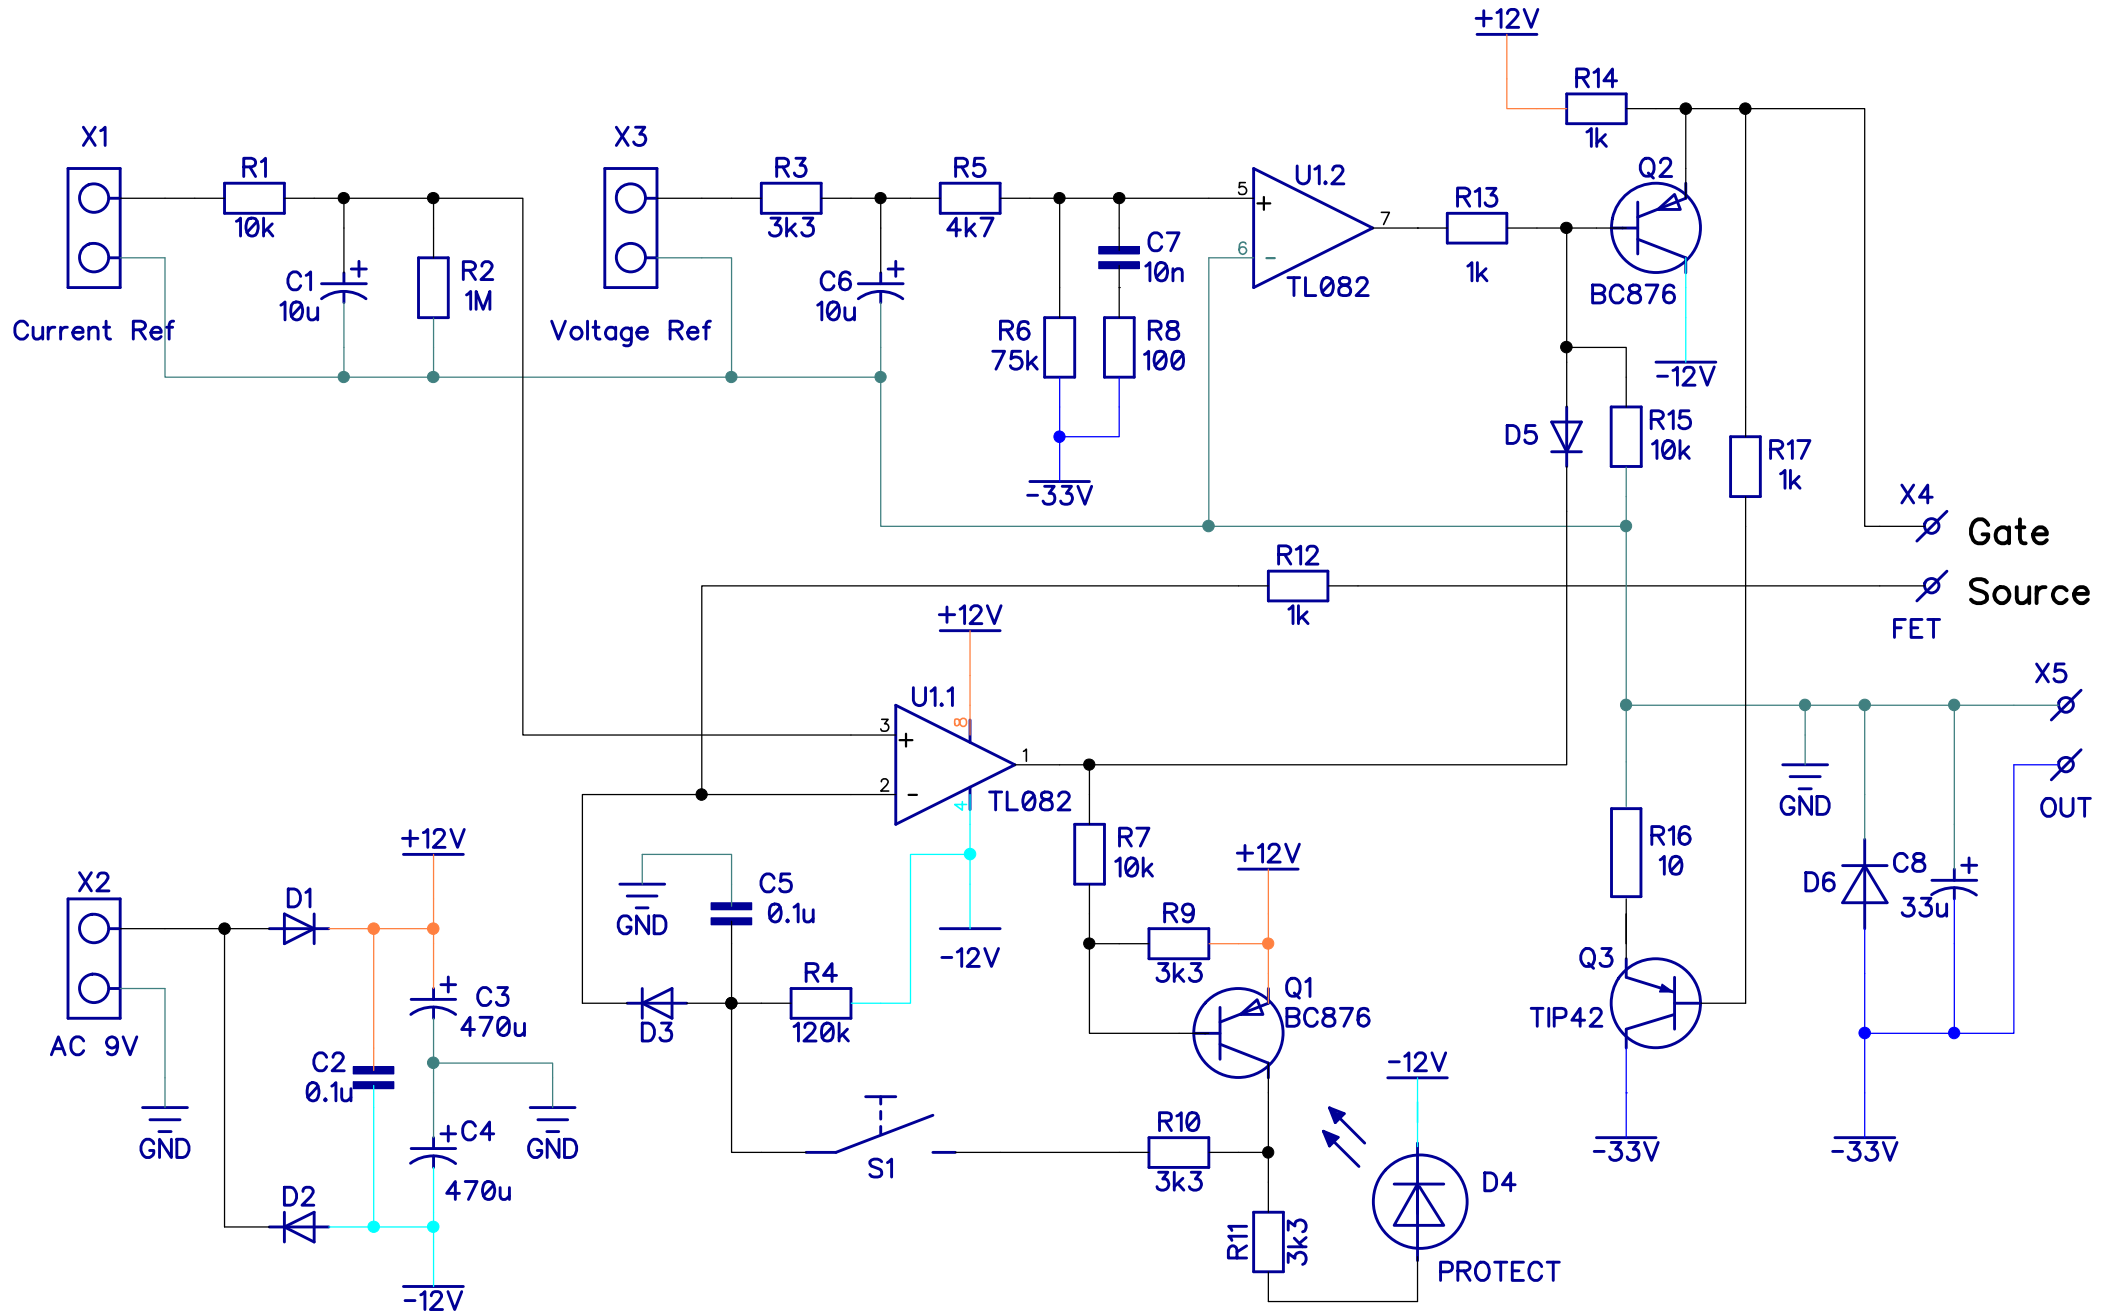 +12V
R14
1k
X1
R1
10k
X3
R3
3k3
R5
4k7
5
+
U1.2
7
R13
1k
Q2
BC876
6
-
TL082
C7
10n
+
C1
10u
R2
1M
+
C6
10u
R6
75k
R8
100
Current Ref
Voltage Ref
-12V
D5
R15
10k
R17
1k
-33V
X4
Gate
R12
1k
Source
FET
+12V
X5
U1.1
8
3
+
1
2
-
4
TL082
GND
OUT
+12V
X2
D1
GND
C5
0.1u
R7
10k
+12V
R16
10
D6
C8
+
33u
-12V
R9
3k3
Q3
TIP42
AC 9V
+
C3
470u
D3
R4
120k
Q1
BC876
C2
0.1u
-12V
GND
+
C4
GND
470u
S1
R10
3k3
-33V
-33V
D2
D4
R11
3k3
PROTECT
-12V